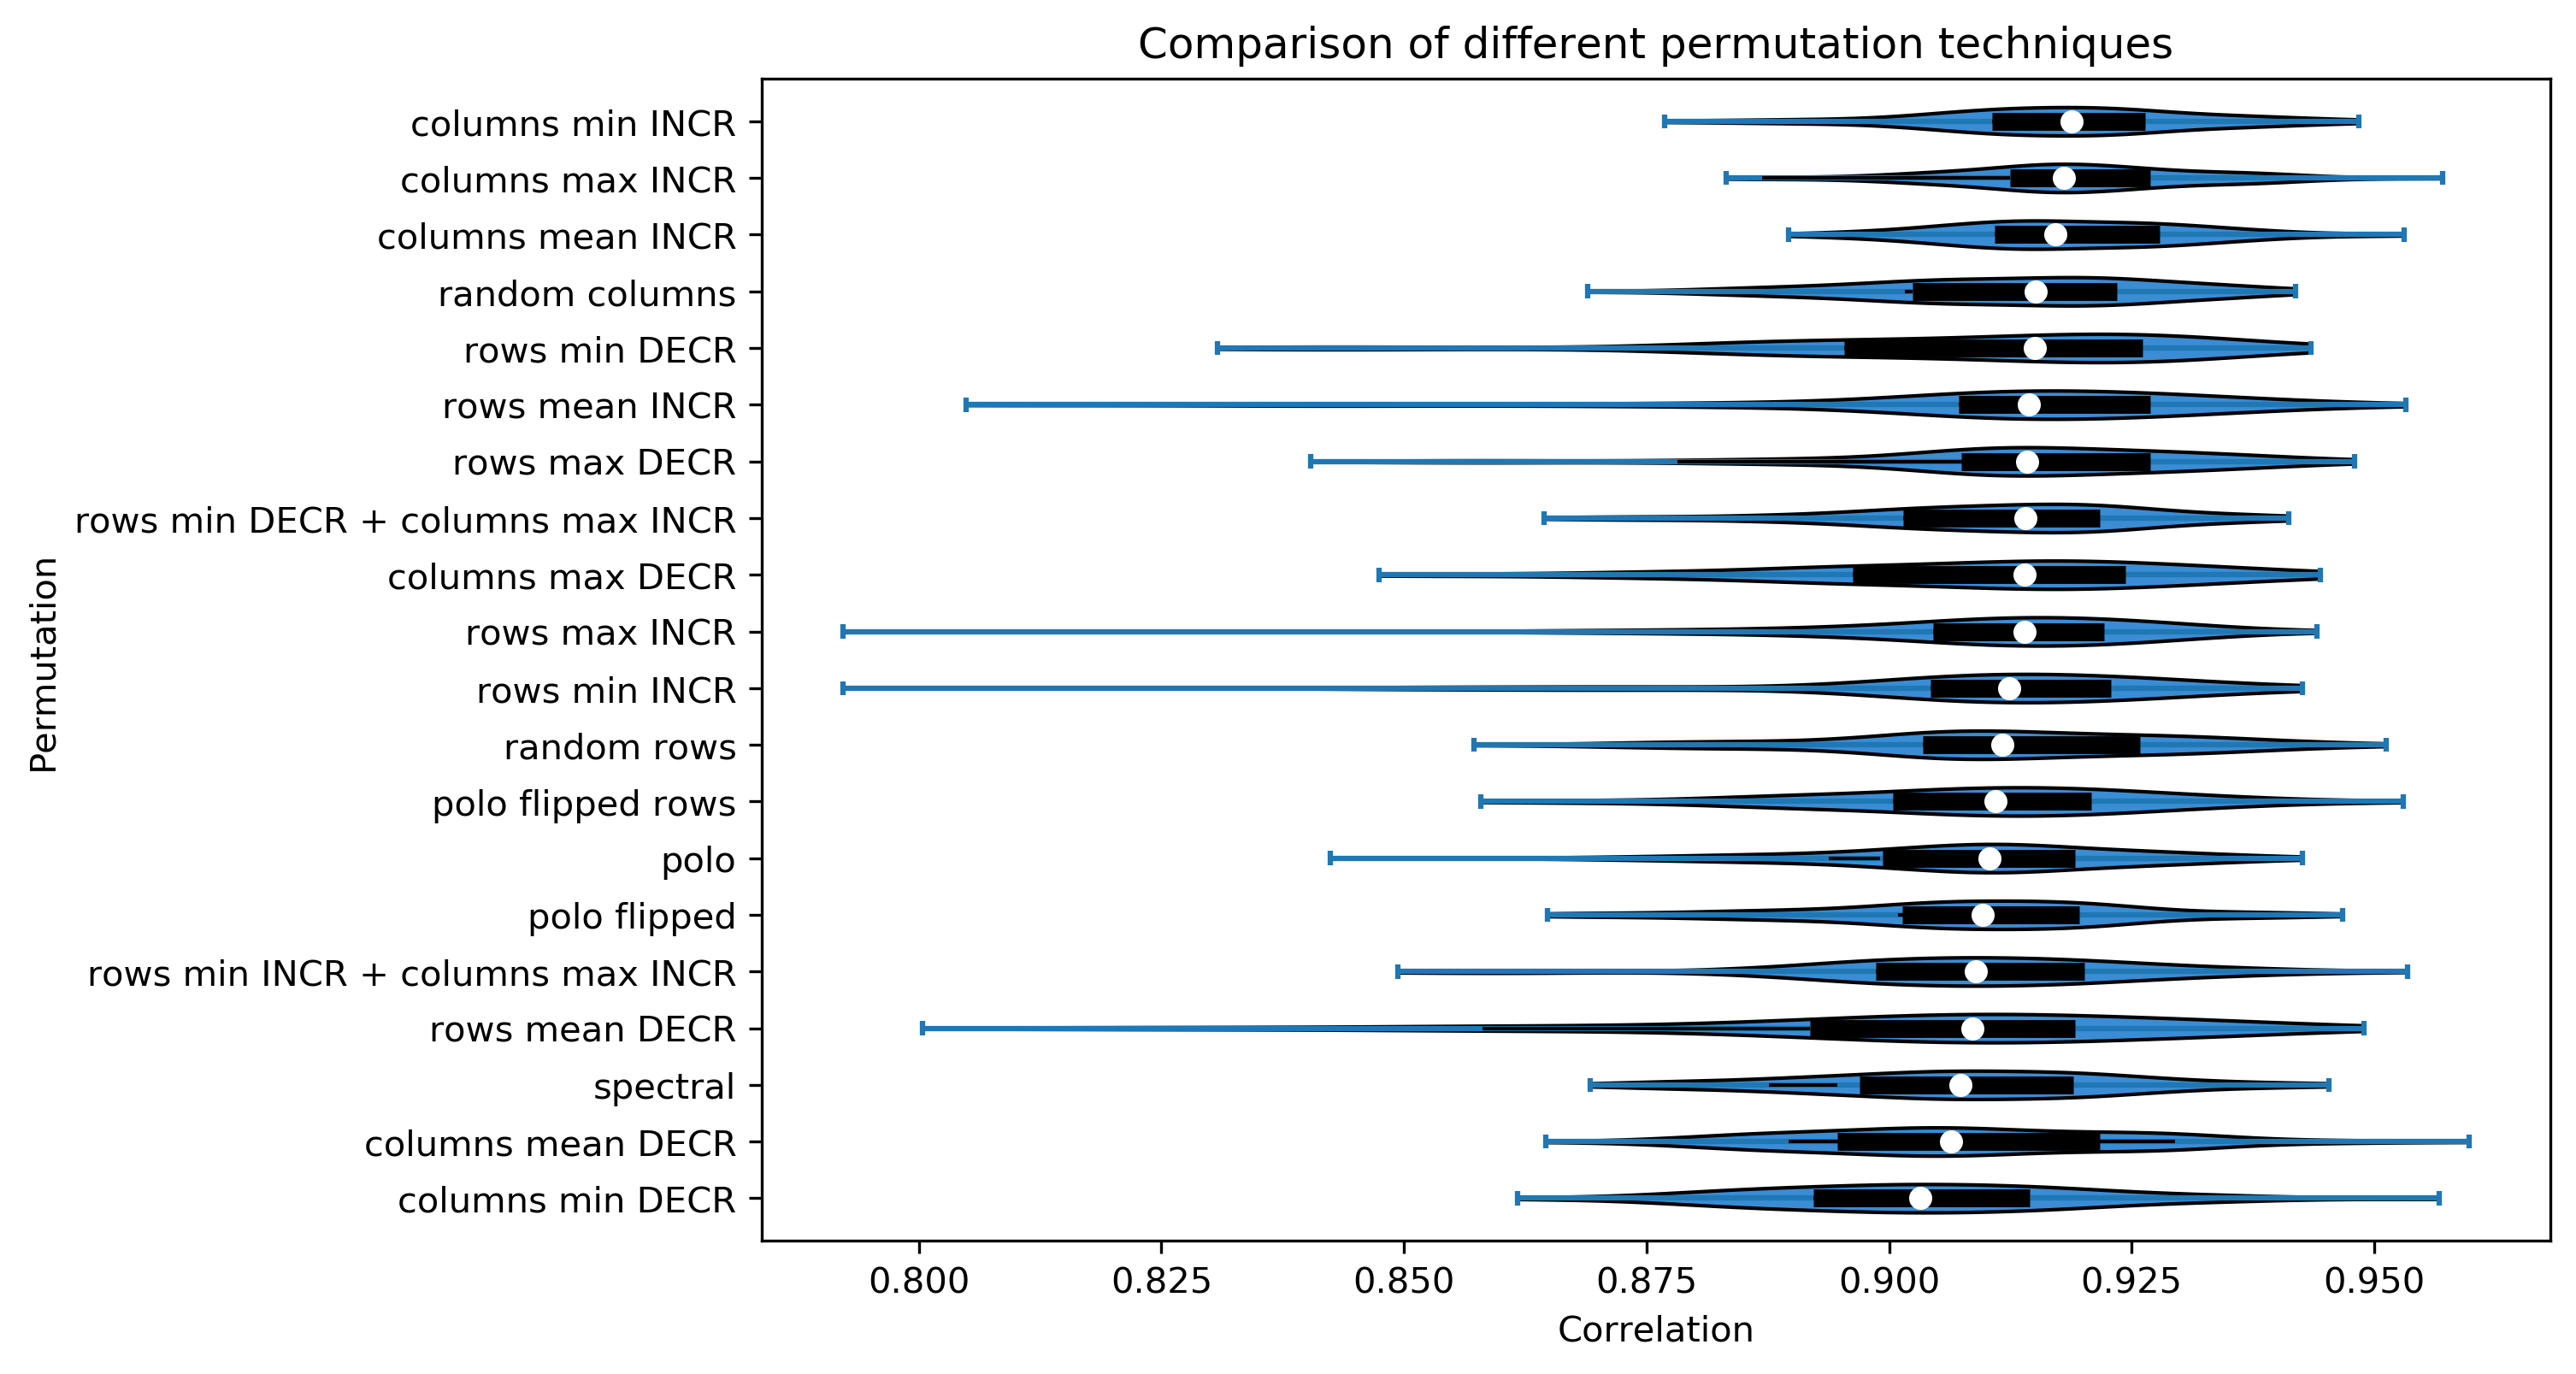 Comparison of different permutation techniques
Permutation
columns min INCR
columns max INCR
columns mean INCR
random columns
rows min DECR
rows mean INCR
rows max DECR
rows min DECR + columns max INCR
columns max DECR
rows max INCR
rows min INCR
random rows
polo flipped rows
polo
polo flipped
rows min INCR + columns max INCR
rows mean DECR
spectral
columns mean DECR
columns min DECR
0.800 0.825 0.850 0.875 0.900 0.925 0.950
Correlation